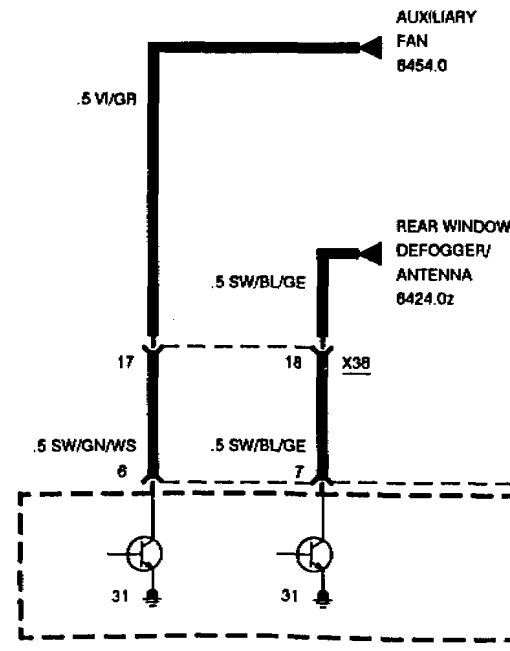 AUXILIARY
FAN
6454.0
.5 VI/GR
REAR WINDOW
DEFOGGER/
ANTENNA
6424.0z
.5 SW/BL/GE
17
18
X38
.5 SW/GN/WS
.5 SW/BL/GE
6
7
31
31